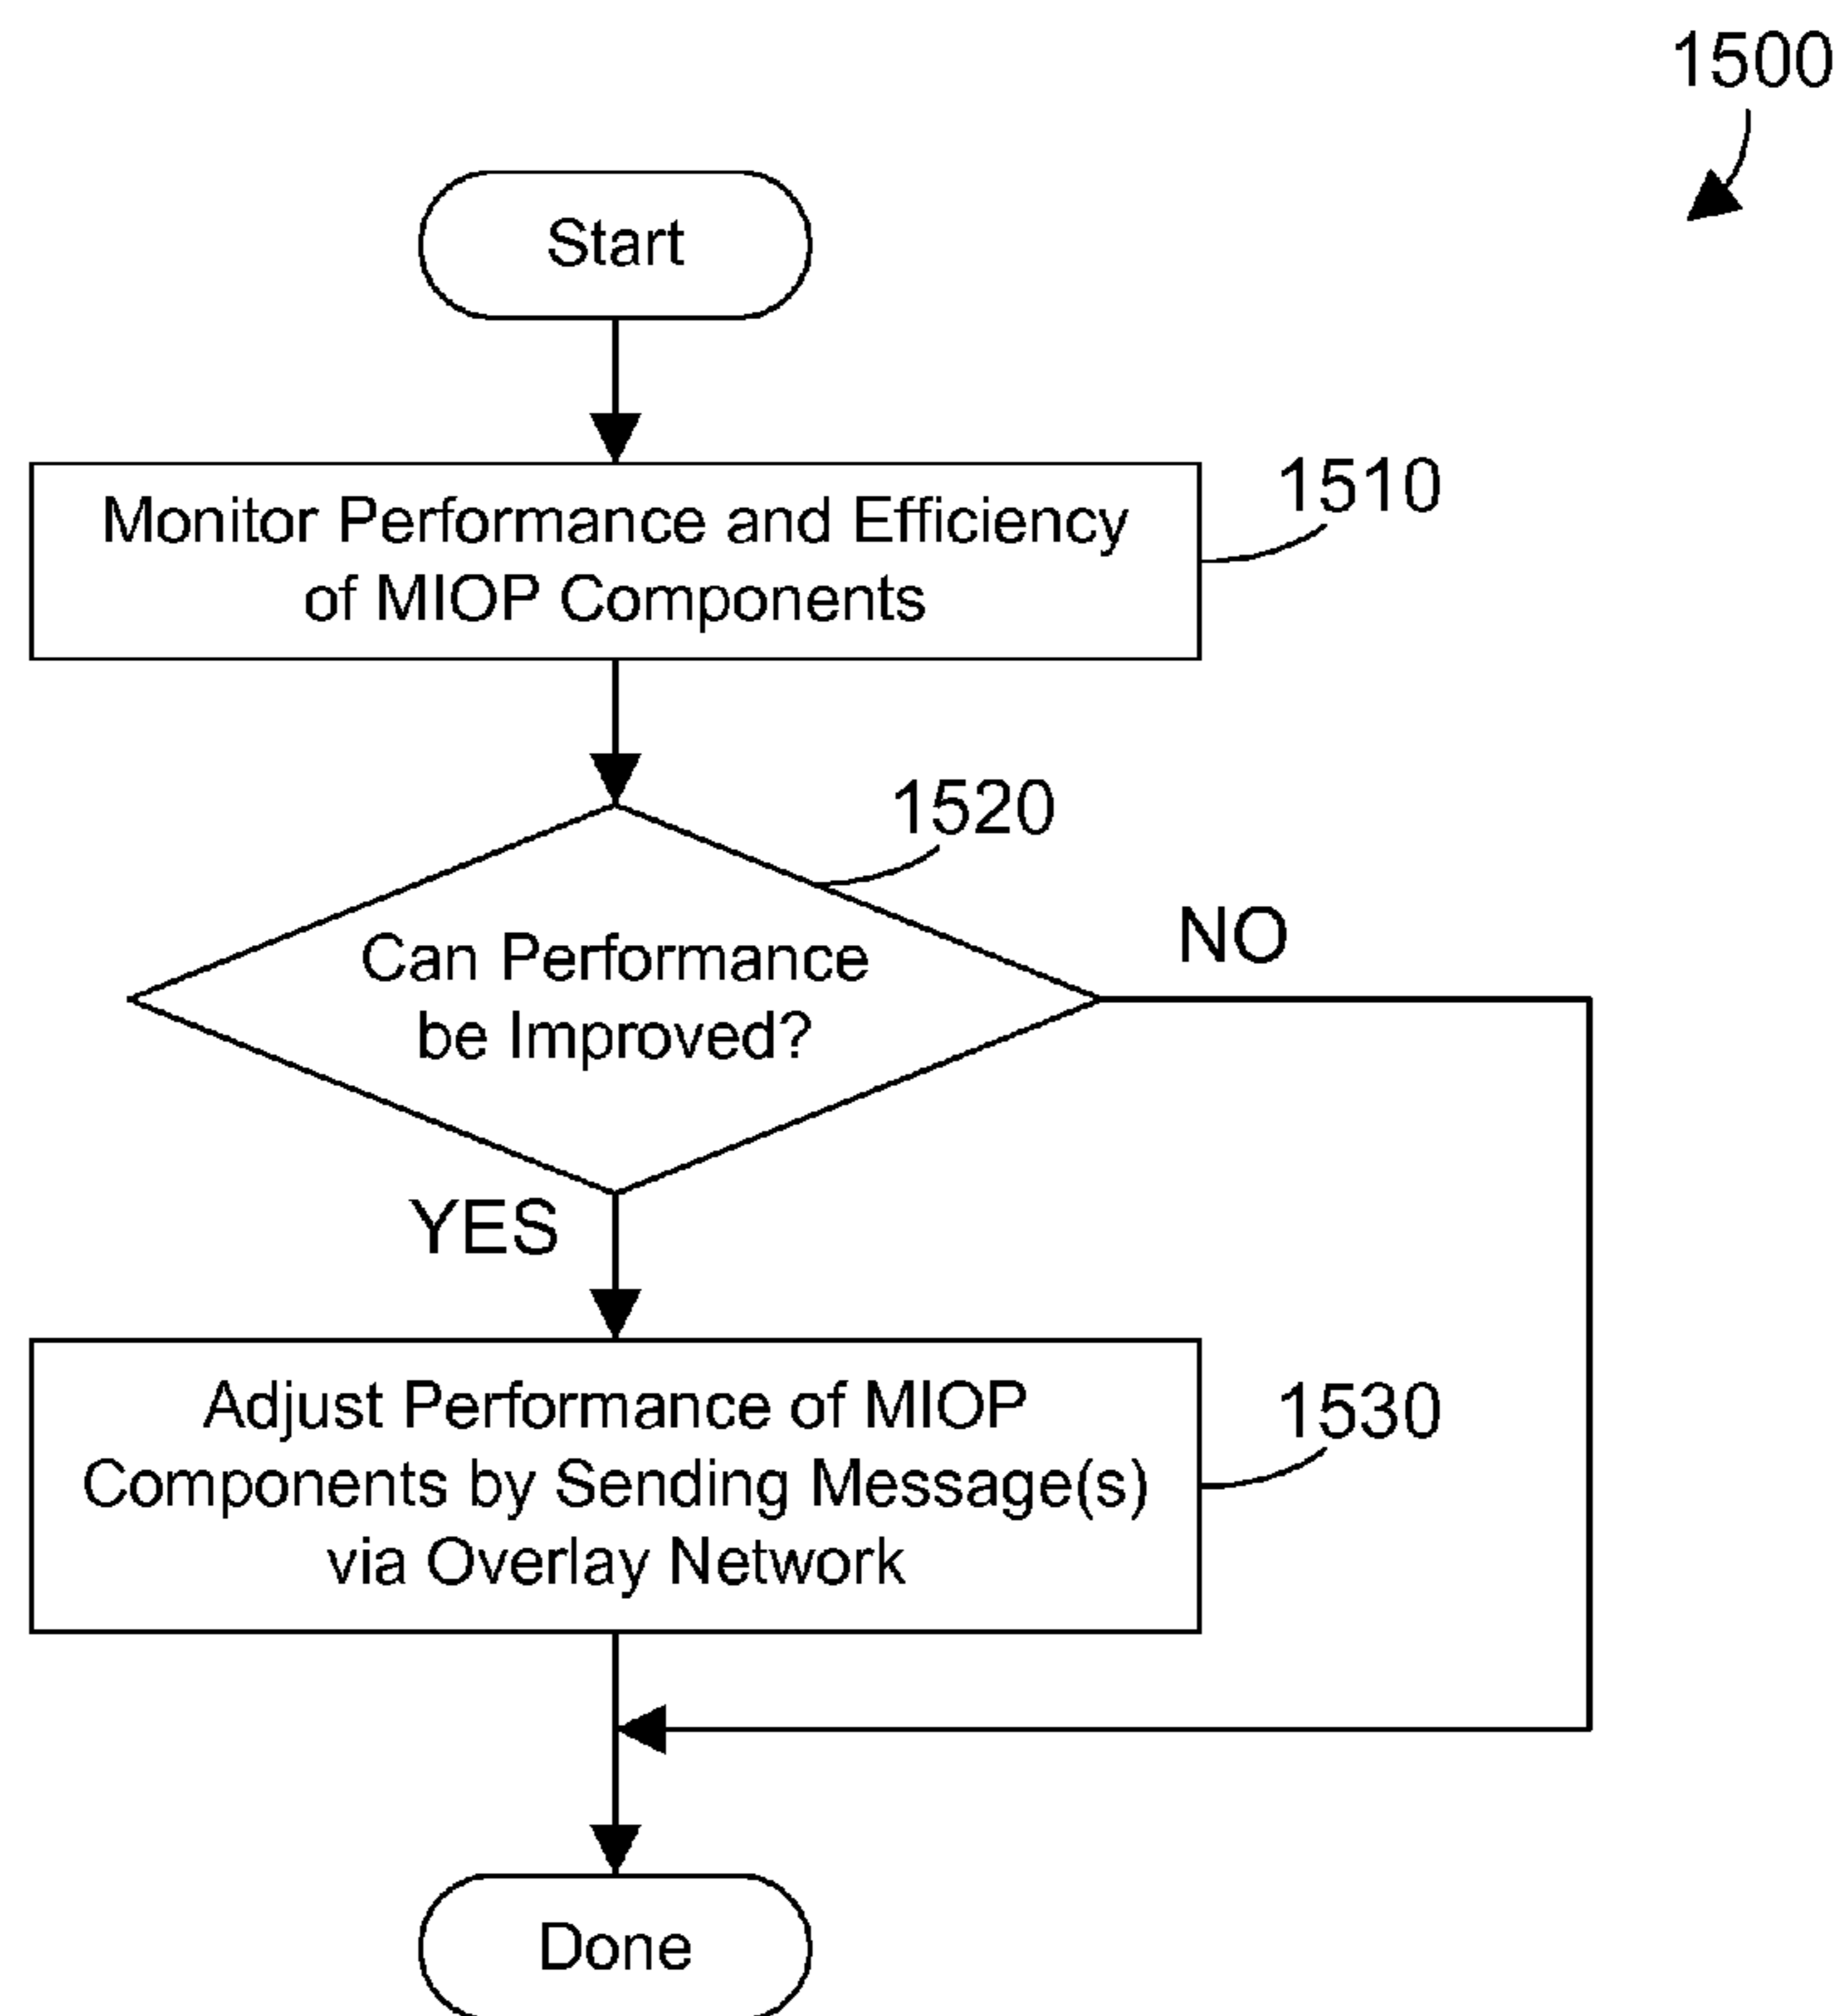 1500
Start
Monitor Performance and Efficiency
of MIOP Components
1510
1520
Can Performance
be Improved?
NO
YES
Adjust Performance of MIOP
Components by Sending Message(s)
via Overlay Network
1530
Done